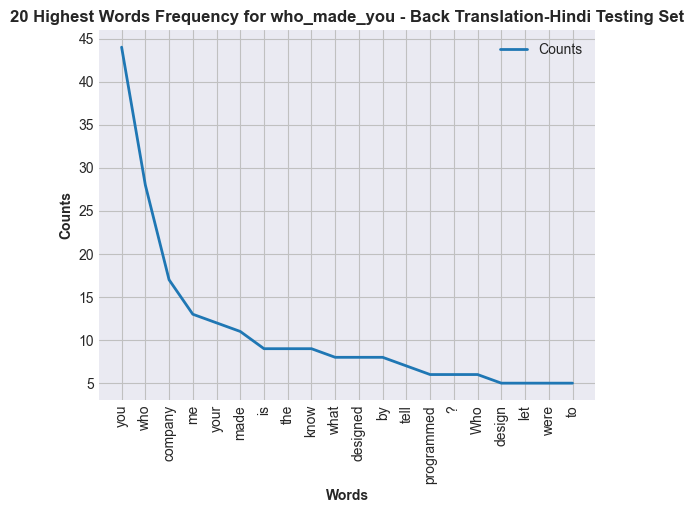 20 Highest Words Frequency for who_made_you - Back Translation-Hindi Testing Set
Counts
45
40
35
30
25
20
15
10
5
Counts
you
who
company
me
your
made
is
the
know
what
designed
by
tell
programmed
?
Who
design
let
were
to
Words